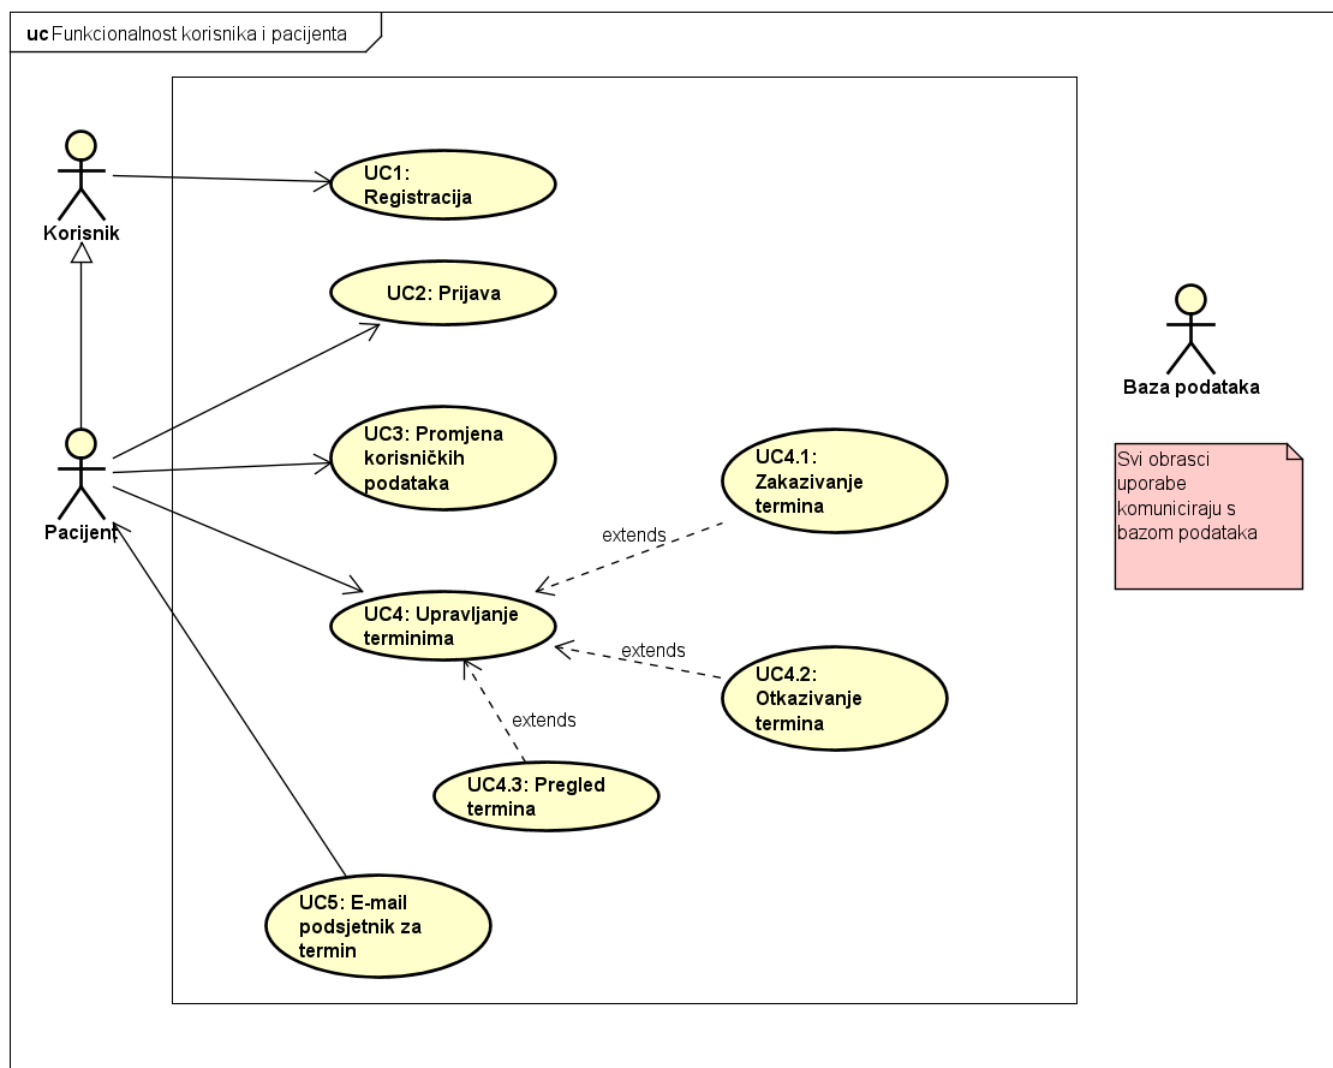 uc Funkcionalnost korisnika i pacijenta
Korisnik
UC1:
Registracija
UC2: Prijava
Baza podataka
Pacijent
UC3: Promjena
korisničkih
podataka
UC4.1:
Zakazivanje
termina
Svi obrasci
uporabe
komuniciraju s
bazom podataka
extends
UC4: Upravljanje
terminima
extends
UC4.2:
Otkazivanje
termina
extends
UC4.3: Pregled
termina
UC5: E-mail
podsjetnik za
termin